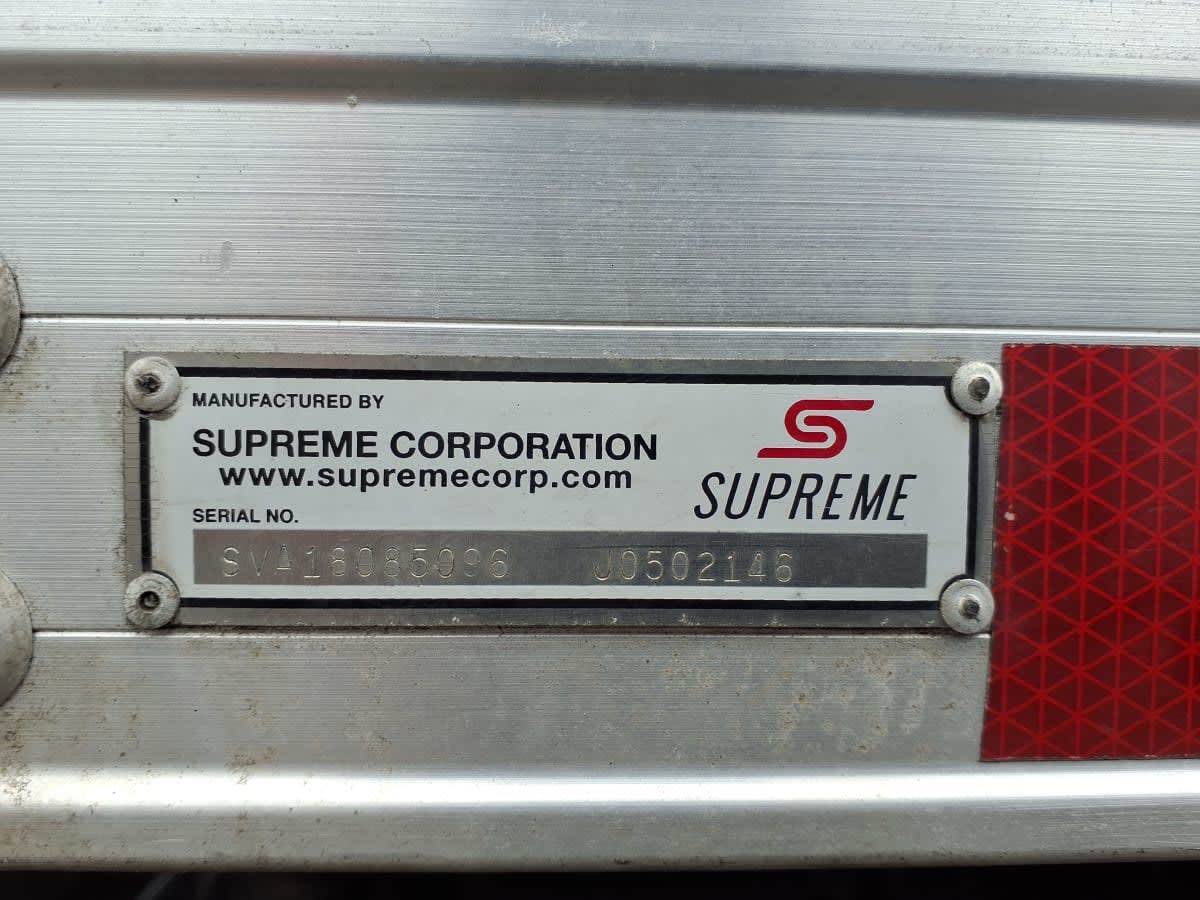 MANUFACTURED BY
SUPREME CORPORATION
www.supremecorp.com
SUPREME
SERIAL NO.
SVA18085096 J0502146